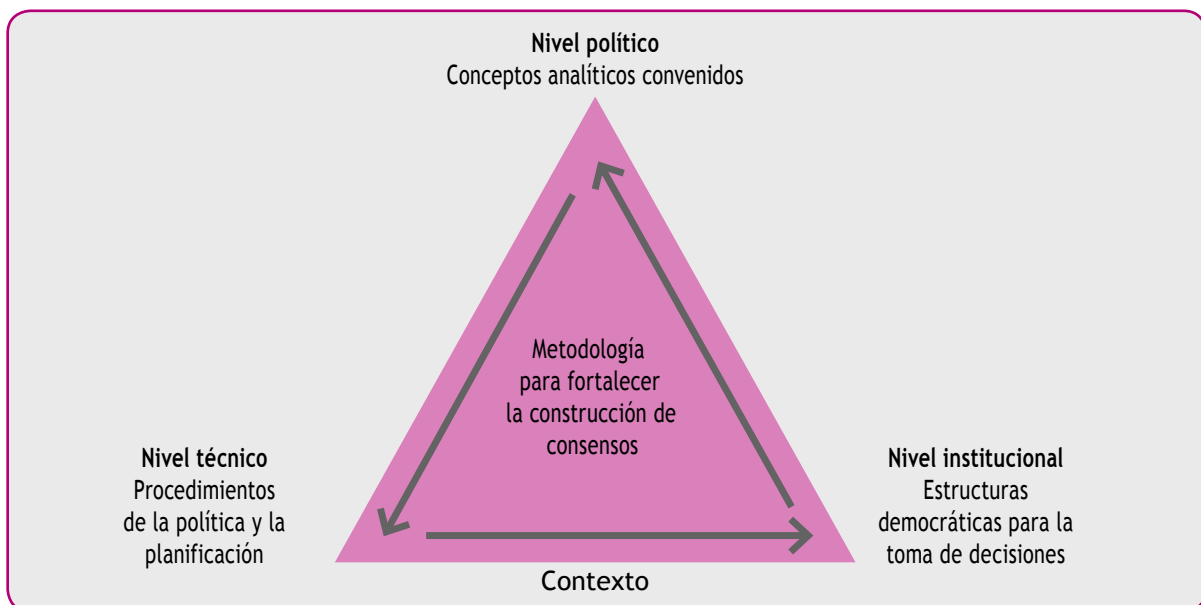 Nivel político
Conceptos analíticos convenidos
Metodología
para fortalecer
la construcción de
consensos
Nivel técnico
Procedimientos
de la política y la
planificación
Nivel institucional
Estructuras
democráticas para la
toma de decisiones
Contexto